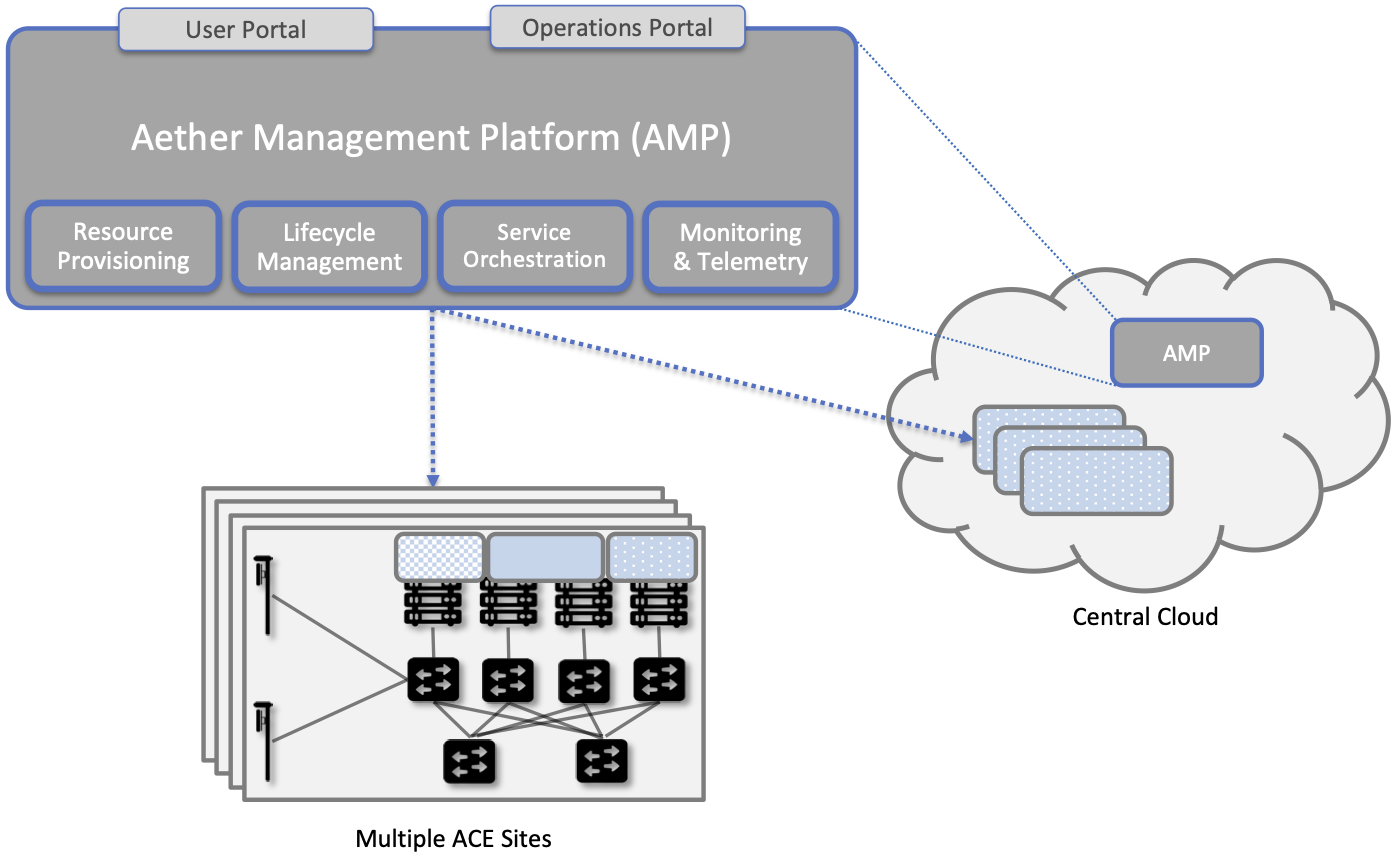 User Portal
Operations Portal
Aether Management Platform (AMP)
Resource
Provisioning
Lifecycle
Management
Service
Orchestration
Monitoring
& Telemetry
AMP
Central Cloud
Multiple ACE Sites